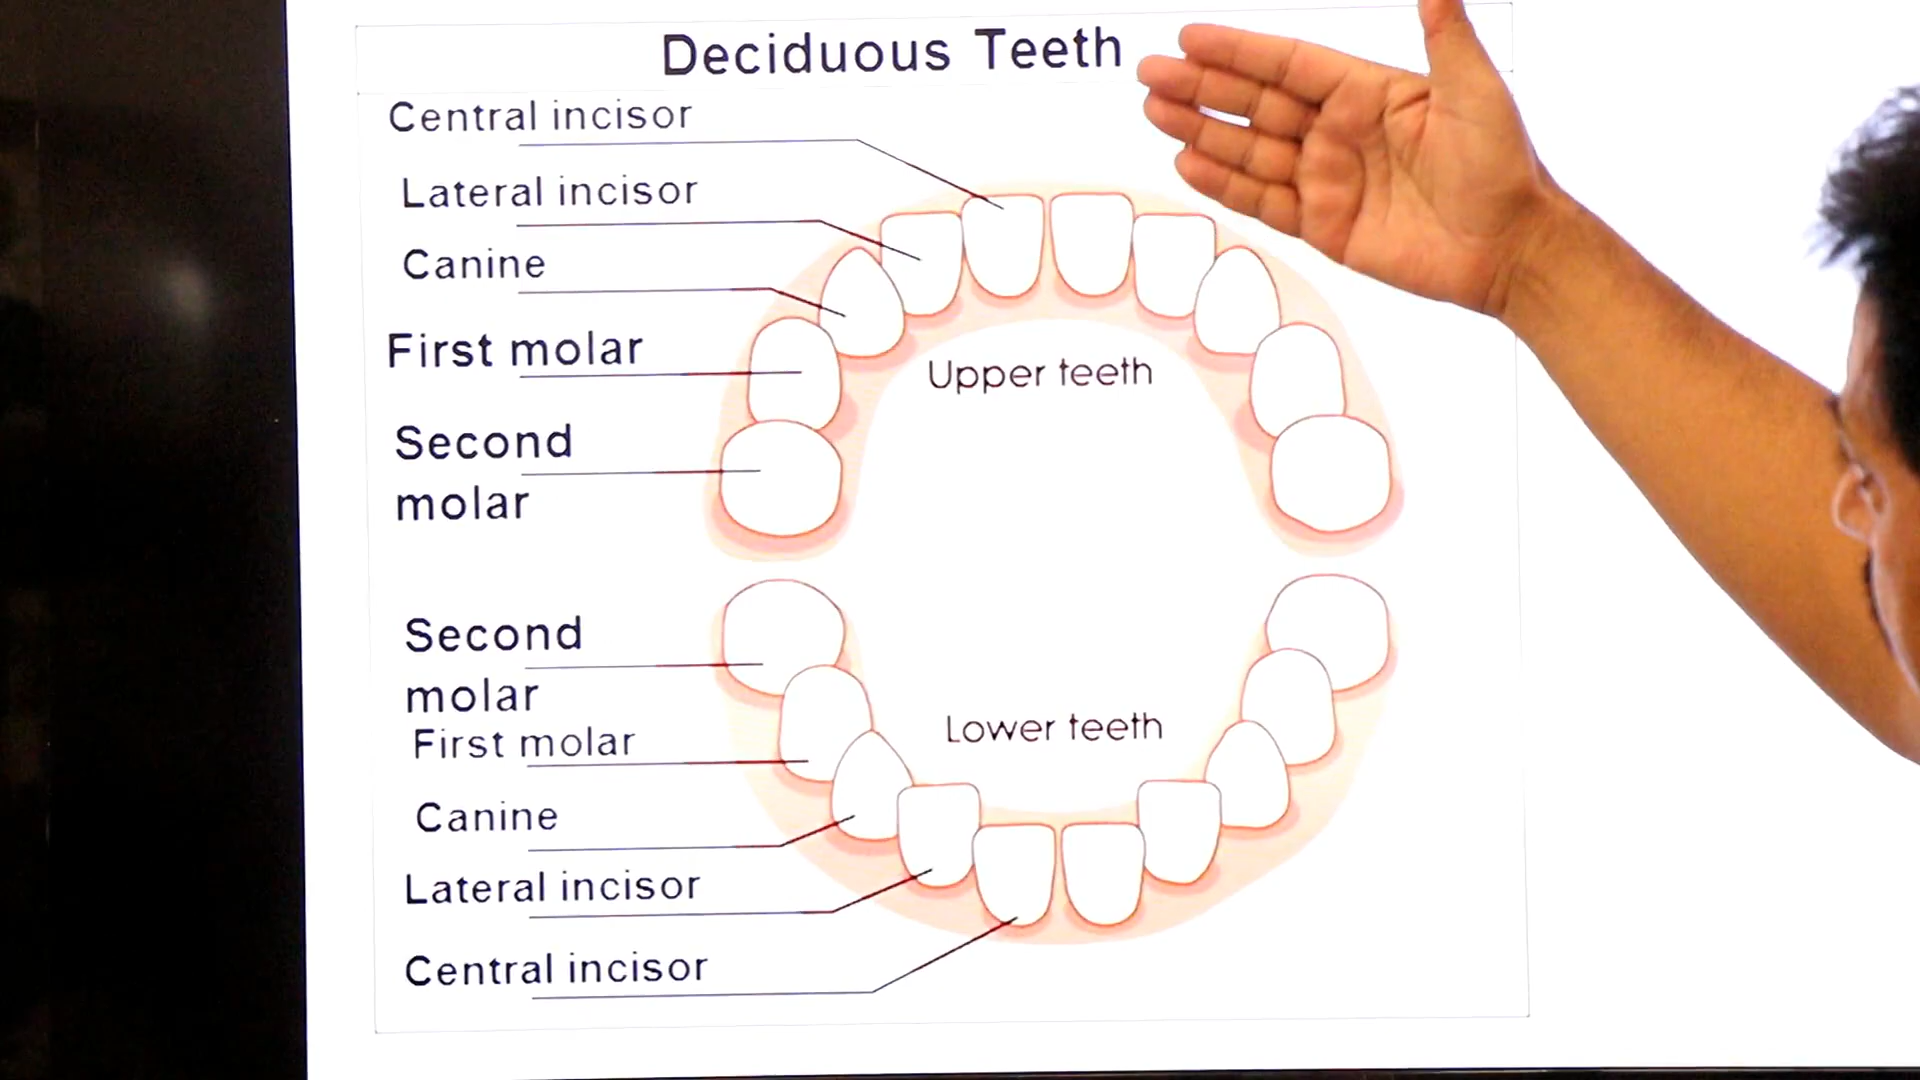 Deciduous Teeth
Central incisor
Lateral incisor
Canine
First molar
Upper teeth
Second
molar
Second
molar
First molar
Lower teeth
Canine
Lateral incisor
Central incisor